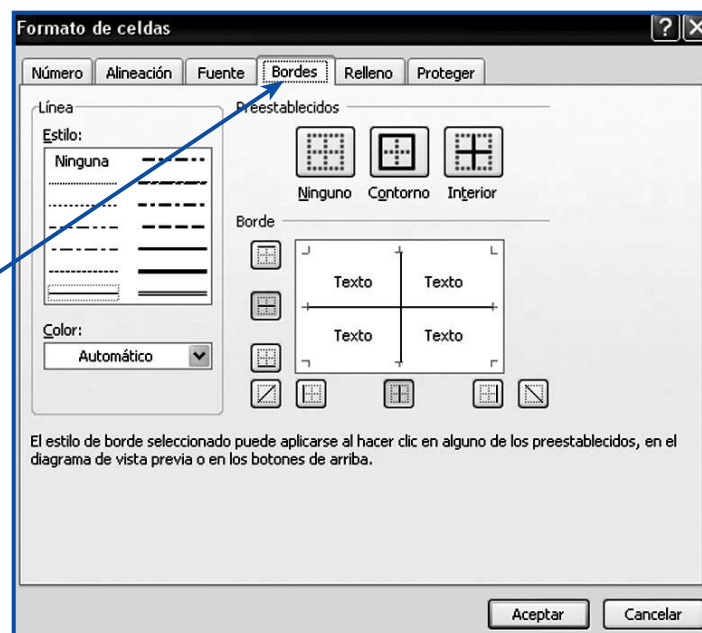 Formato de celdas
Número Alineación Fuente Bordes Relleno Proteger
Línea
Estilo:
Ninguna
Color:
Automático
Preestablecidos
Ninguno Contorno Interior
Borde
Texto Texto
Texto Texto
El estilo de borde seleccionado puede aplicarse al hacer clic en alguno de los preestablecidos, en el
diagrama de vista previa o en los botones de arriba.
Aceptar Cancelar